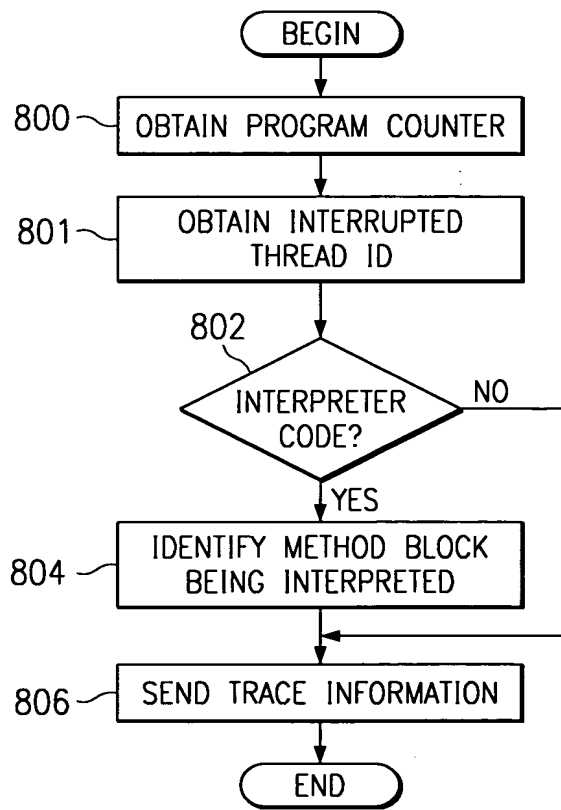 BEGIN
800
OBTAIN PROGRAM COUNTER
801
OBTAIN INTERRUPTED
THREAD ID
802
INTERPRETER
CODE?
NO
YES
804
IDENTIFY METHOD BLOCK
BEING INTERPRETED
806
SEND TRACE INFORMATION
END